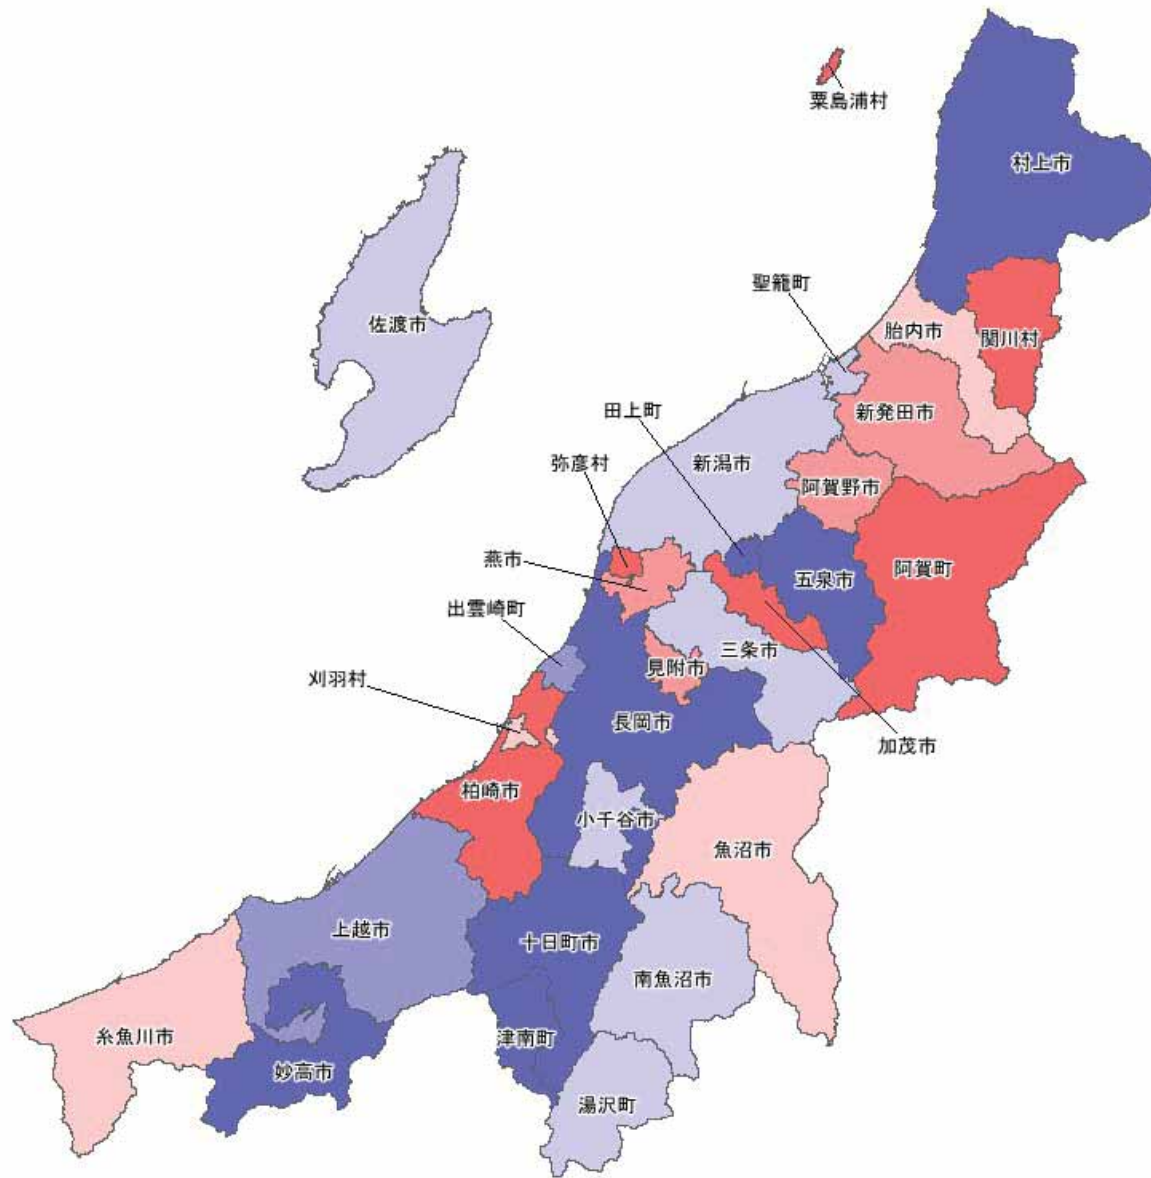 粟島浦村
村上市
聖籠町
佐渡市
胎内市
関川村
田上町
新発田市
弥彦村
新潟市
阿賀野市
燕市
五泉市
阿賀町
出雲崎町
三条市
見附市
刈羽村
長岡市
加茂市
柏崎市
小千谷市
魚沼市
上越市
十日町市
南魚沼市
糸魚川市
津南町
妙高市
湯沢町